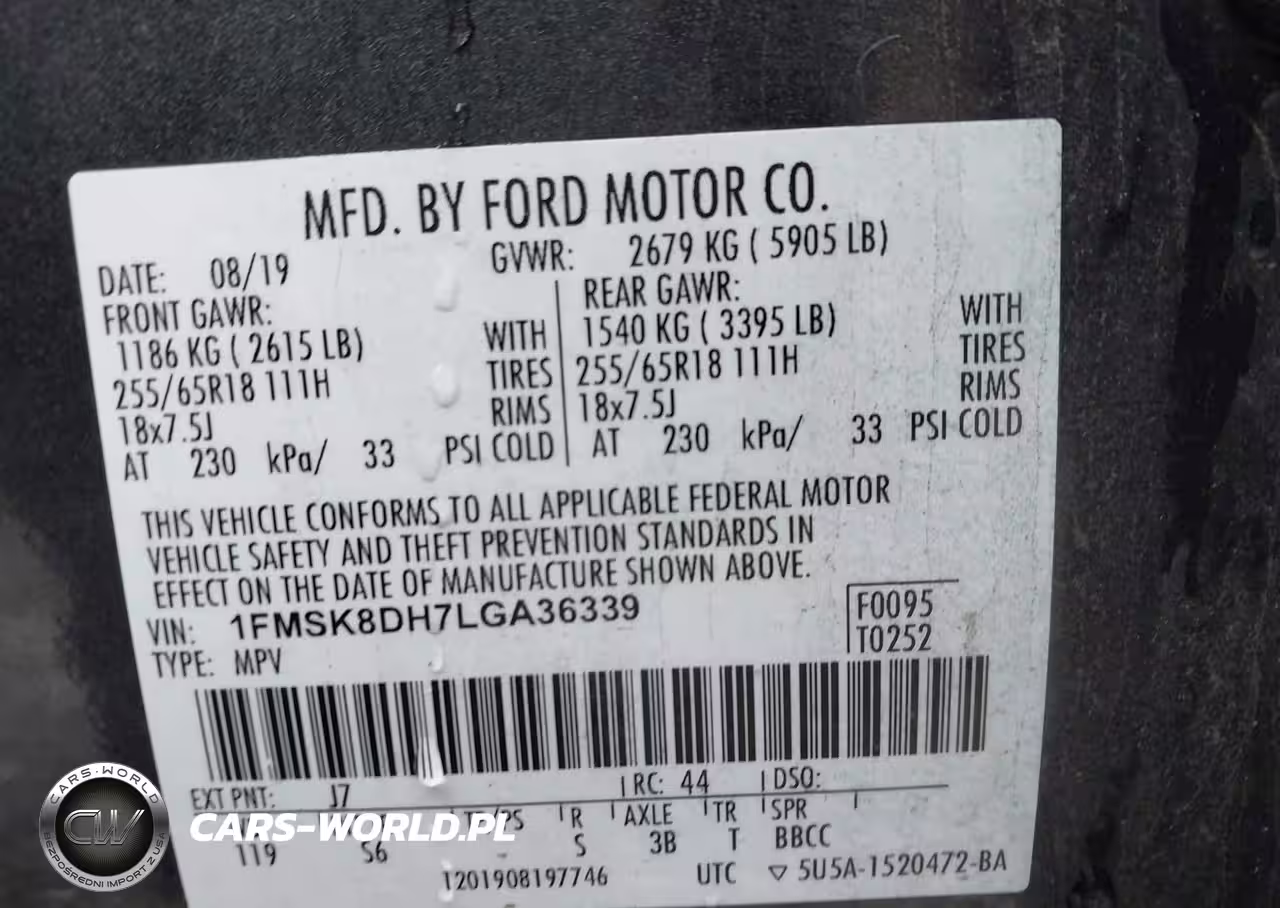 MFD. BY FORD MOTOR CO.
DATE: 08/19 GVWR: 2679 KG ( 5905 LB)
FRONT GAWR: REAR GAWR:
1186 KG ( 2615 LB) WITH 1540 KG ( 3395 LB) WITH
255/65R18 111H TIRES 255/65R18 111H TIRES
18x7.5J RIMS 18x7.5J RIMS
AT 230 kPa/ 33 PSI COLD AT 230 kPa/ 33 PSI COLD
THIS VEHICLE CONFORMS TO ALL APPLICABLE FEDERAL MOTOR
VEHICLE SAFETY AND THEFT PREVENTION STANDARDS IN
EFFECT ON THE DATE OF MANUFACTURE SHOWN ABOVE.
VIN: 1FMSK8DH7LGA36339 F0095
TYPE: MPV T0252
EXT PNT: J7 RC: 44 DSO:
R AXLE TR SPR
119 S6 - S 3B T BBCC
1201908197746 UTC ▽ 5U5A-1520472-BA
CARS-WORLD
CW
BEZPOŚREDNI IMPORT Z USA
CARS-WORLD.PL